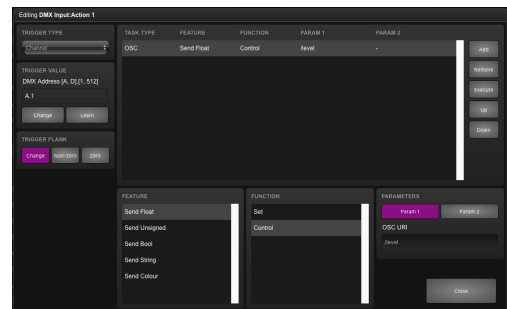 Editing DMX Input:Action 1
TRIGGER TYPE
Channel
TRIGGER VALUE
DMX Address [A, D],[1, 512]
A.1
Change Learn
TRIGGER FLANK
Change Non-zero Zero
TASK TYPE FEATURE FUNCTION PARAM 1 PARAM 2
OSC Send Float Control /level -
Add
Remove
Execute
Up
Down
FEATURE
Send Float
Send Unsigned
Send Bool
Send String
Send Colour
FUNCTION
Set
Control
PARAMETERS
Param 1 Param 2
OSC URI
/level
Close